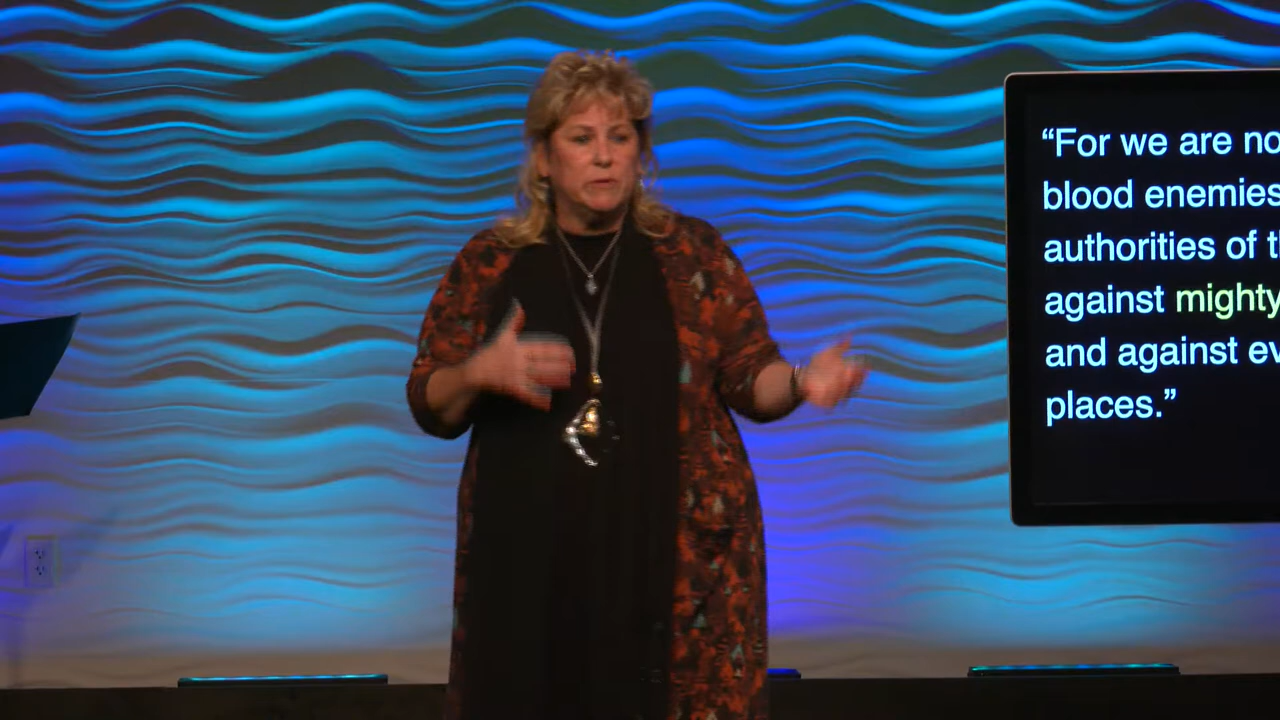 “For we are no
blood enemies
authorities of t
against mighty
and against ev
places.”